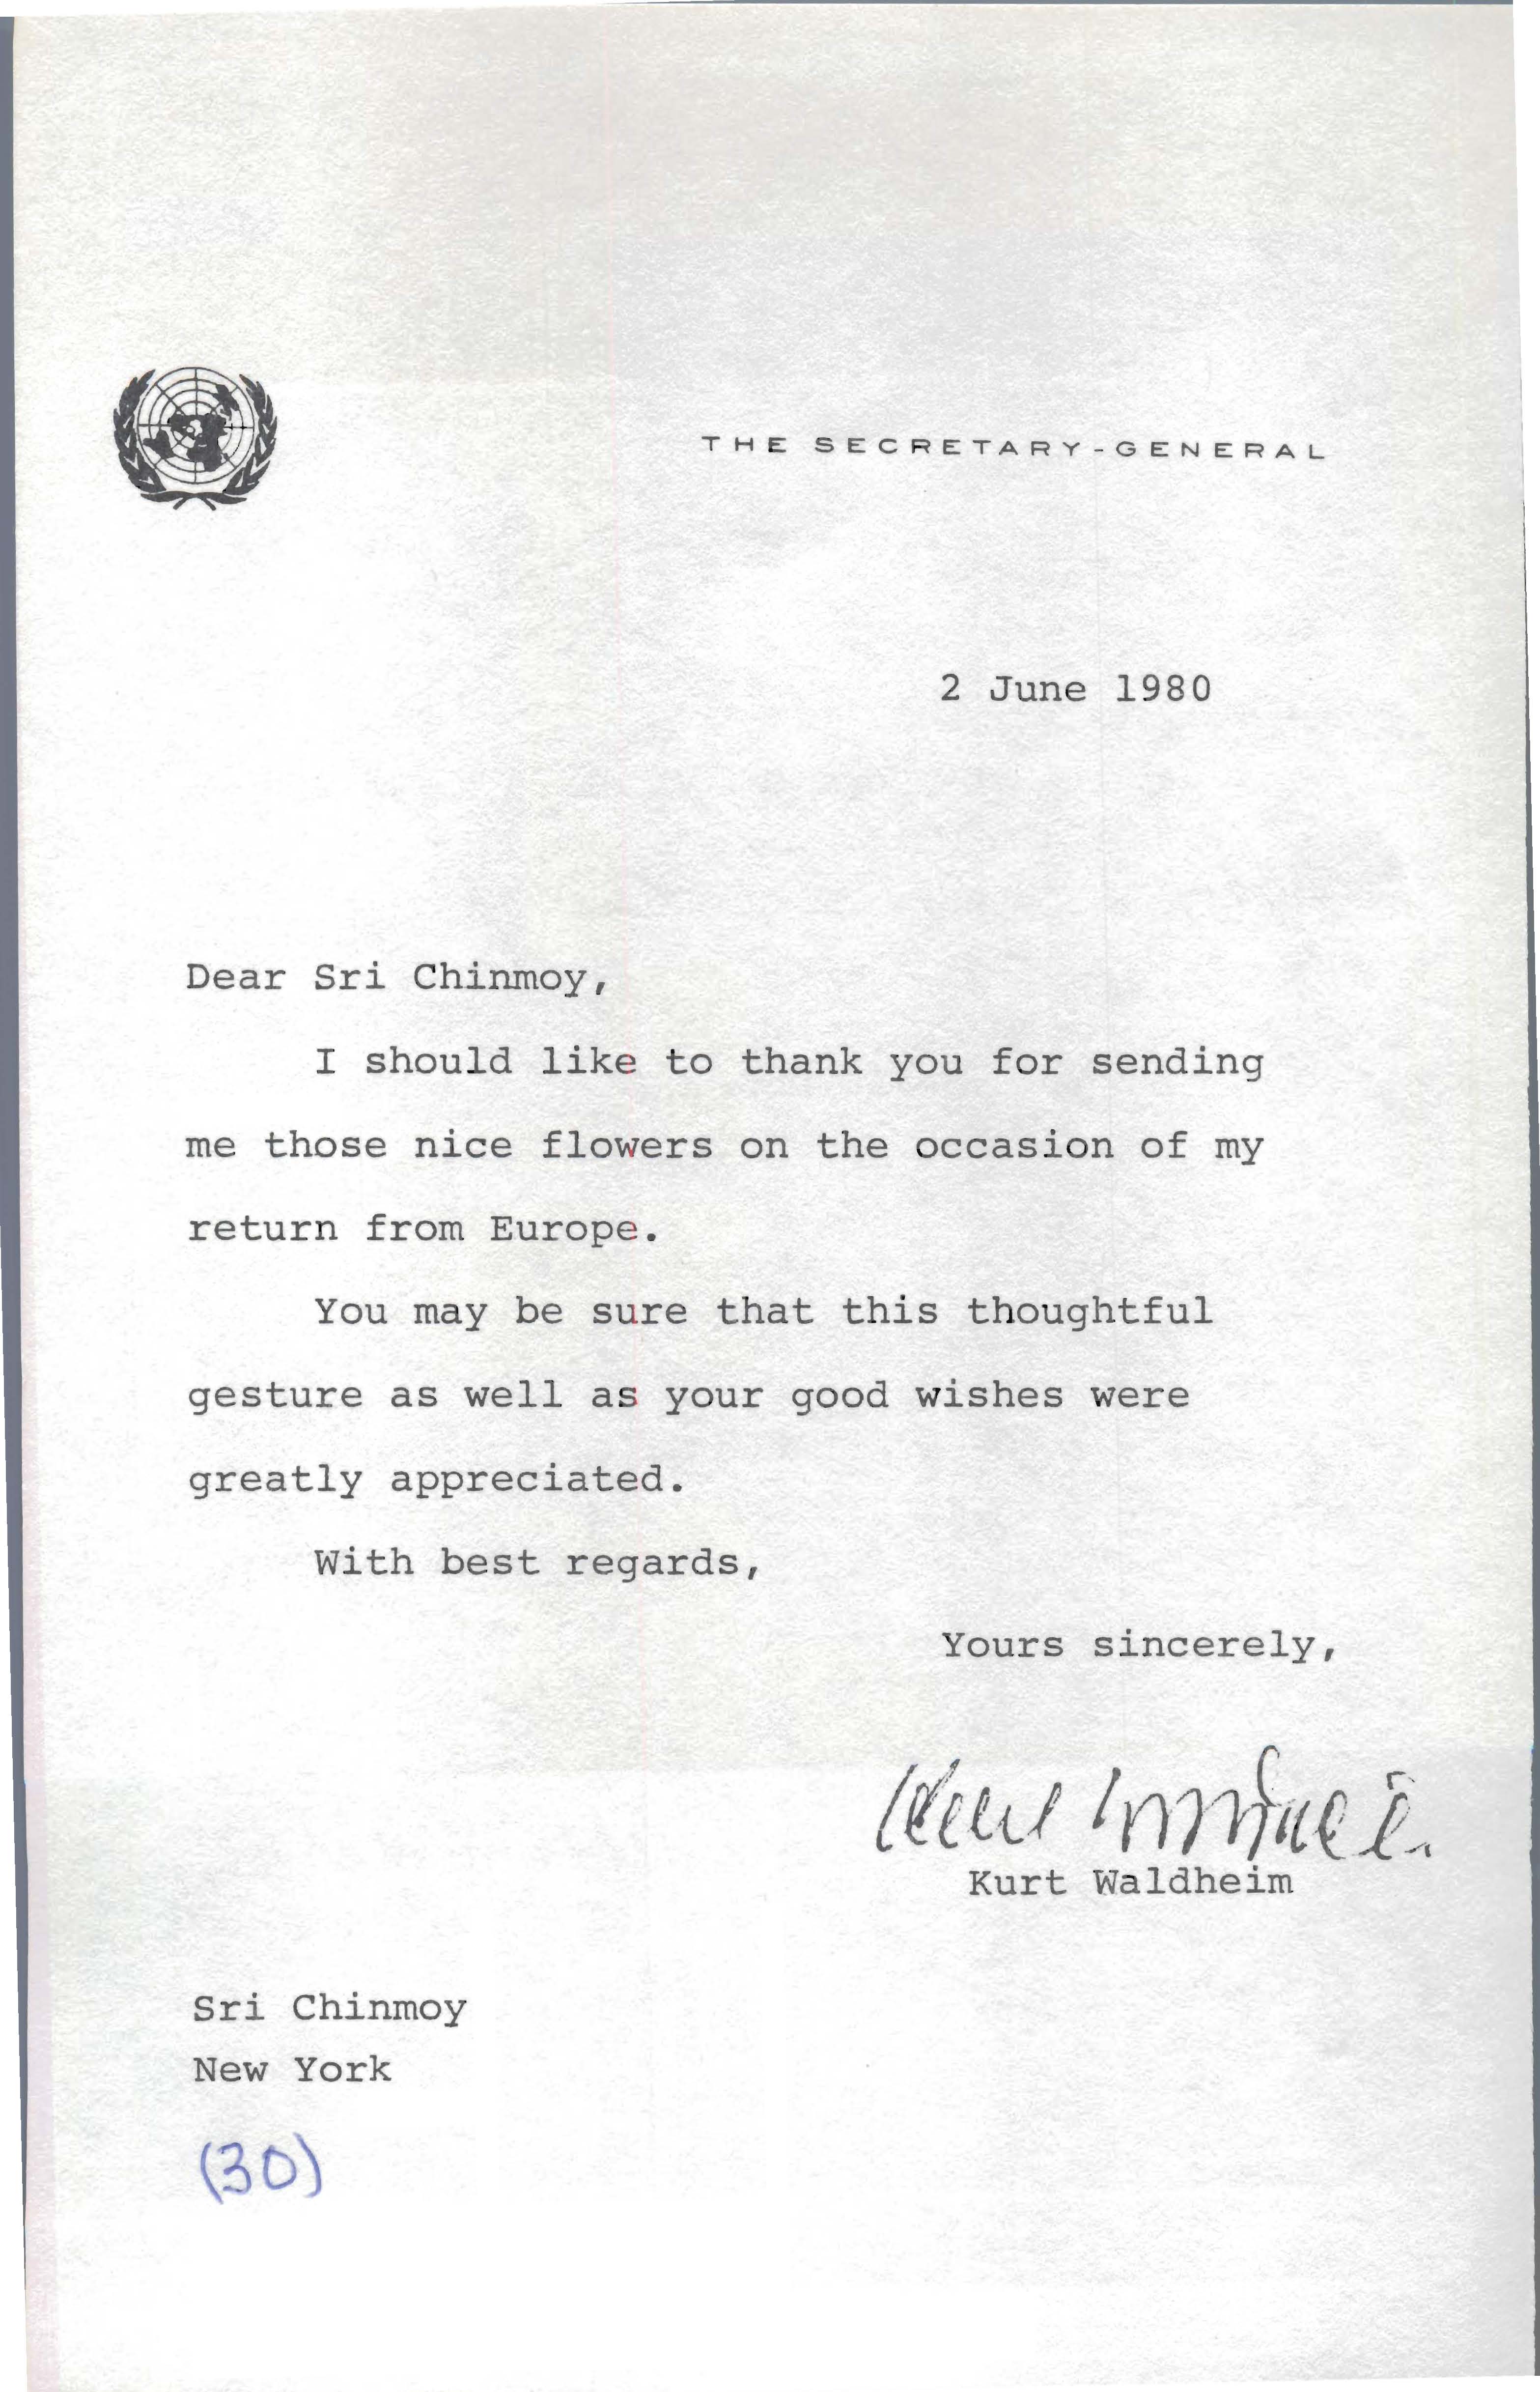 THE SECRETARY-GENERAL
2 June 1980
Dear Sri Chinmoy,
I should like to thank you for sending
me those nice flowers on the occasion of my
return from Europe.
You may be sure that this thoughtful
gesture as well as your good wishes were
greatly appreciated.
With best regards,
Yours sincerely,
Kurt Waldheim
Sri Chinmoy
New York
(30)